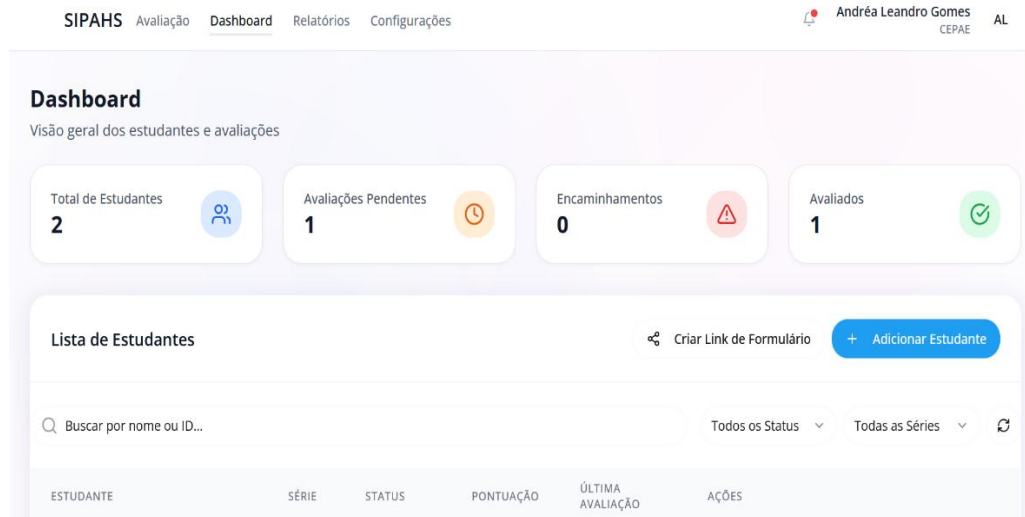 SIPAHS Avaliação Dashboard Relatórios Configurações Andréa Leandro Gomes AL
CEPAE
Dashboard
Visão geral dos estudantes e avaliações
Total de Estudantes Avaliações Pendentes Encaminhamentos Avaliados
2 1 0 1
Lista de Estudantes Criar Link de Formulário + Adicionar Estudante
Buscar por nome ou ID... Todos os Status Todas as Séries
ESTUDANTE SÉRIE STATUS PONTUAÇÃO ÚLTIMA AÇÕES
AVALIAÇÃO